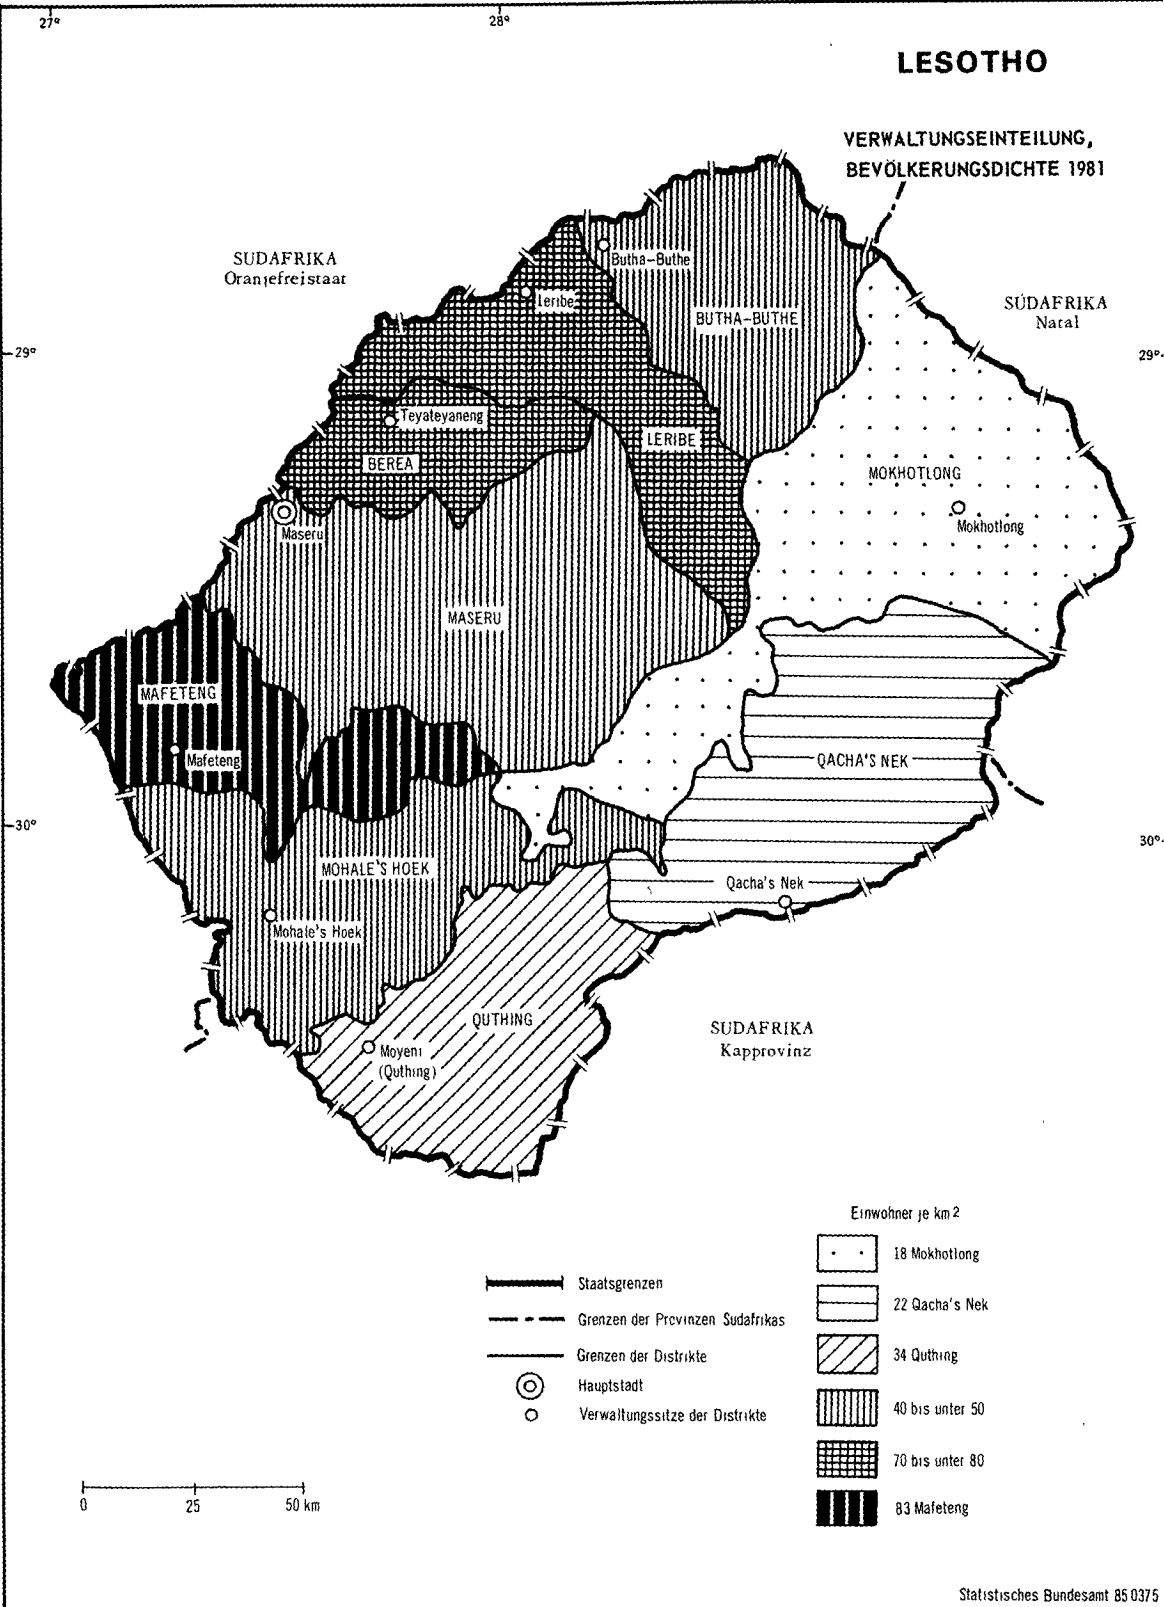 27°
28°
LESOTHO
VERWALTUNGSEINTEILUNG,
BEVÖLKERUNGSDICHTE 1981
SUDAFRIKA
Oranjefreistaat
Butha-Buthe
Leribe
BUTHA-BUTHE
SÜDAFRIKA
Natal
29°
29°
Teyateyaneng
LERIBE
BEREA
MOKHOTLONG
Mokhotlong
Maseru
MASERU
MAFETENG
Mafeteng
QACHA'S NEK
30°
30°
MOHALE'S HOEK
Qacha's Nek
Mohale's Hoek
QUTHING
SUDAFRIKA
Kapprovinz
Moyeni
(Quthing)
Einwohner je km²
18 Mokhotlong
22 Qacha's Nek
34 Quthing
40 bis unter 50
70 bis unter 80
83 Mafeteng
Staatsgrenzen
Grenzen der Provinzen Sudafrikas
Grenzen der Distrikte
Hauptstadt
Verwaltungssitze der Distrikte
0 25 50 km
Statistisches Bundesamt 85 0375